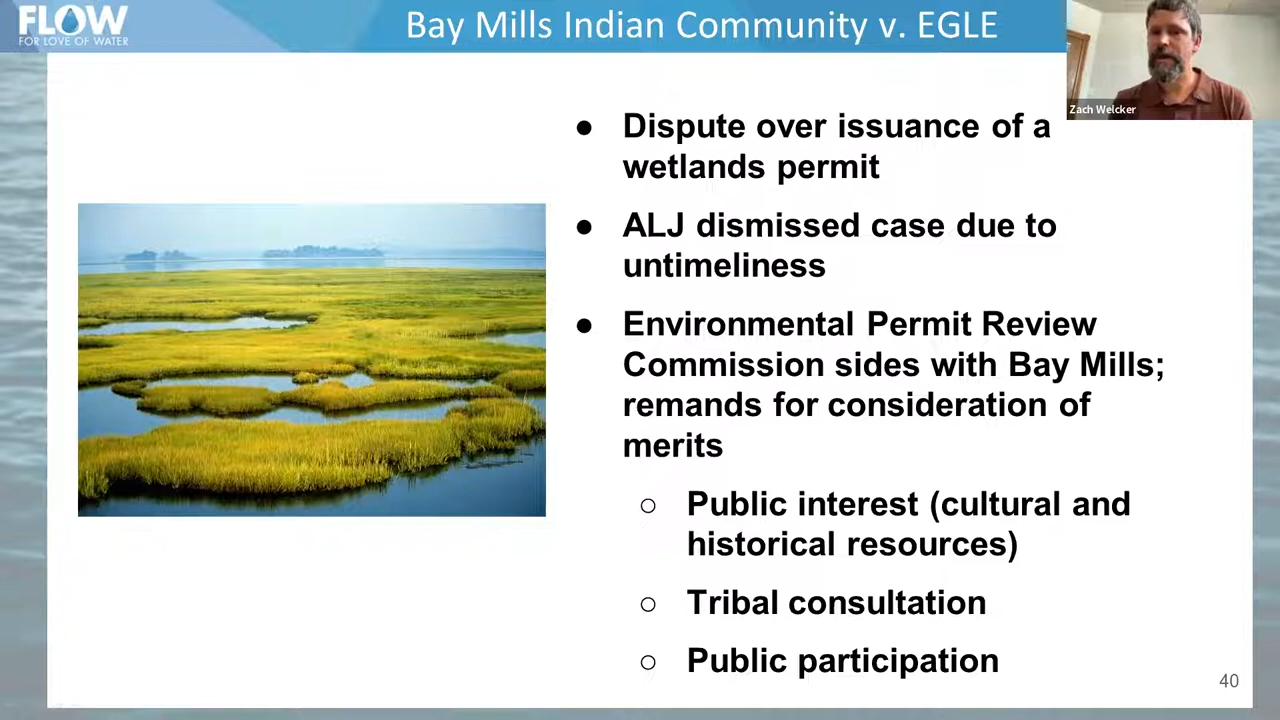 FLOW
FOR LOVE OF WATER
Bay Mills Indian Community v. EGLE
Zach Welcker
● Dispute over issuance of a
wetlands permit
● ALJ dismissed case due to
untimeliness
● Environmental Permit Review
Commission sides with Bay Mills;
remands for consideration of
merits
○ Public interest (cultural and
historical resources)
○ Tribal consultation
○ Public participation
40